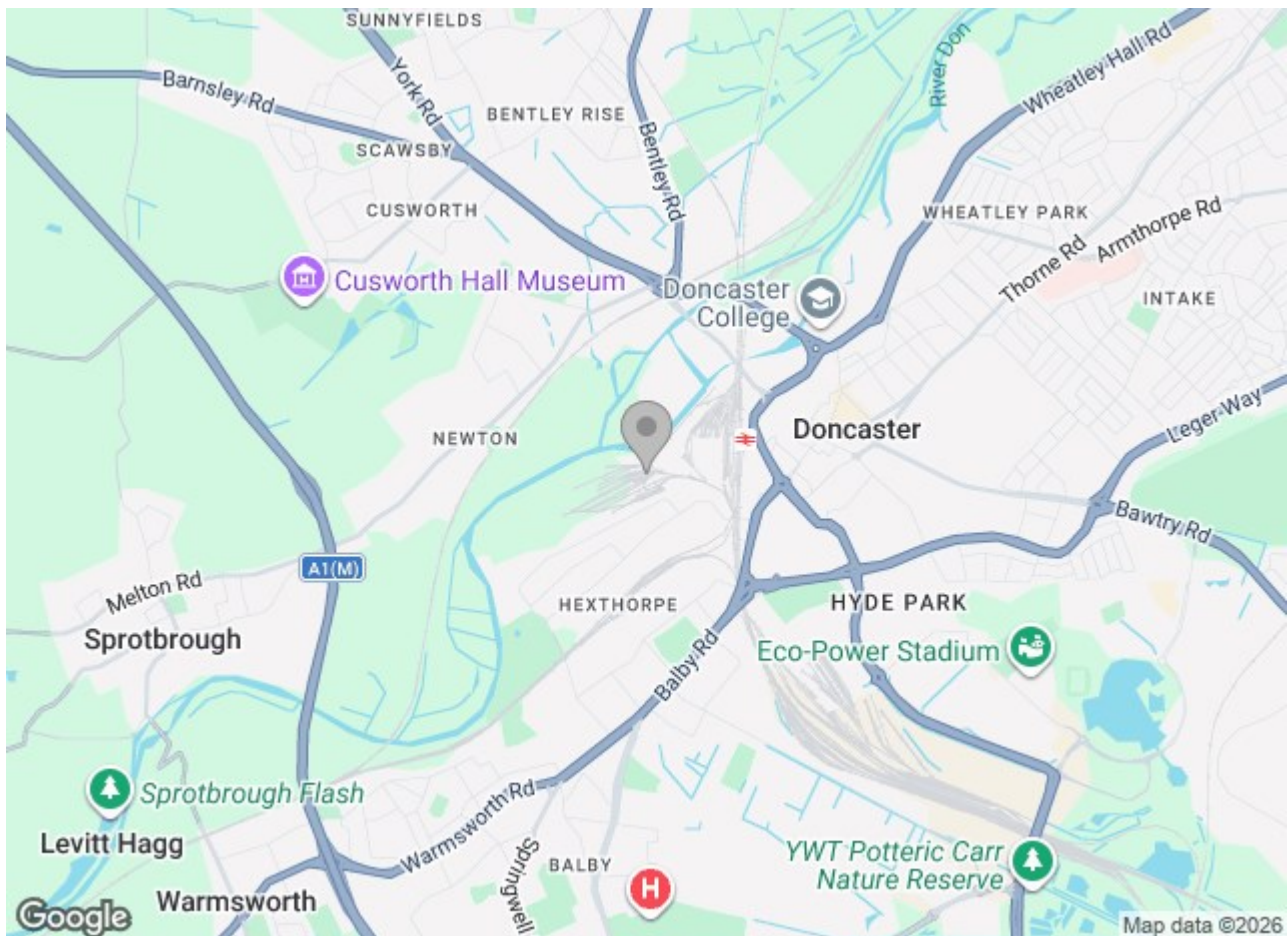 SUNNYFIELDS
Barnsley Rd
York Rd
BENTLEY RISE
Bentley Rd
River Don
Wheatley Hall Rd
SCAWSBY
CUSWORTH
WHEATLEY PARK
Armthorpe Rd
Thorne Rd
Cusworth Hall Museum
Doncaster
College
INTAKE
NEWTON
Doncaster
Leger Way
Bawtry Rd
A1(M)
Melton Rd
HEXTHORPE
HYDE PARK
Sprotbrough
Eco-Power Stadium
Balby Rd
Sprotbrough Flash
Levitt Hagg
Warmsworth Rd
Springwell
BALBY
H
YWT Potteric Carr
Nature Reserve
Warmsworth
Google
Map data ©2026